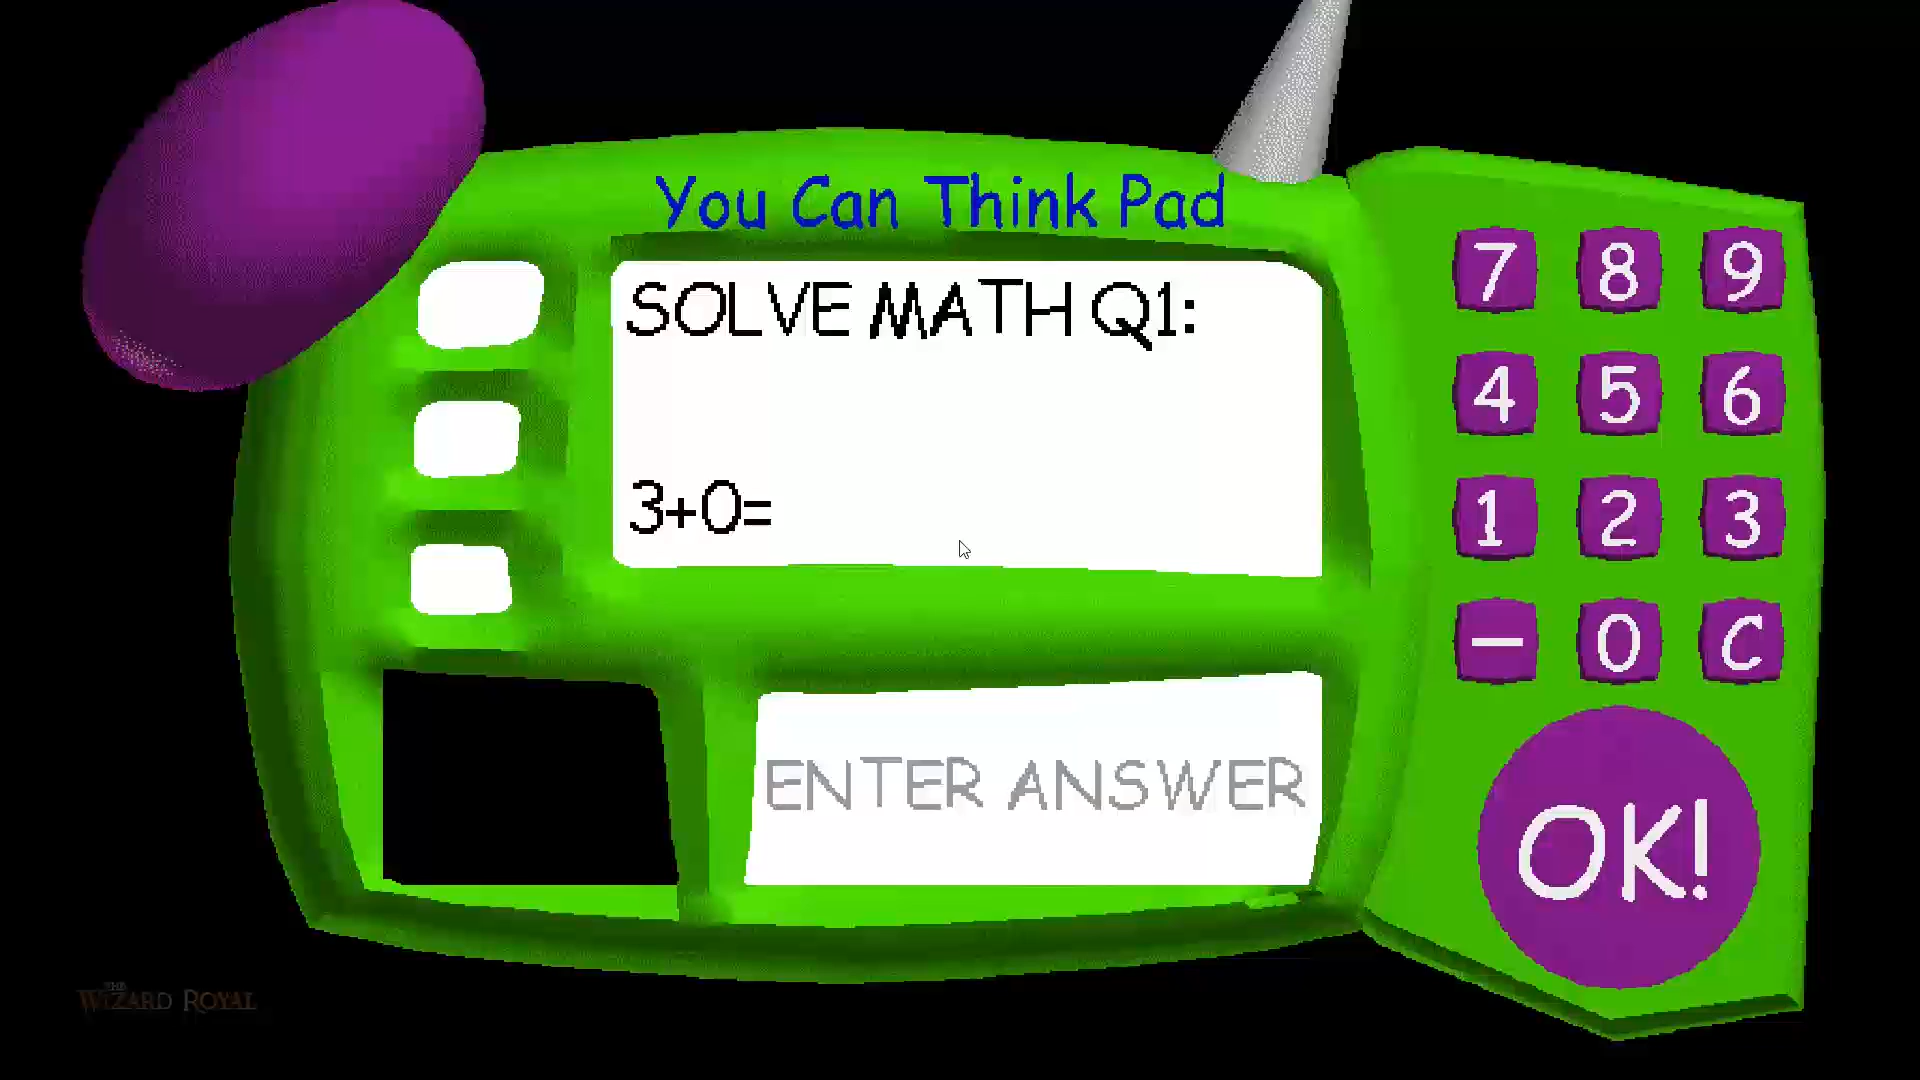 You Can Think Pad
SOLVE MATH Q1:
3+0=
ENTER ANSWER
7 8 9
4 5 6
1 2 3
– 0 C
OK!
THE
WIZARD ROYAL